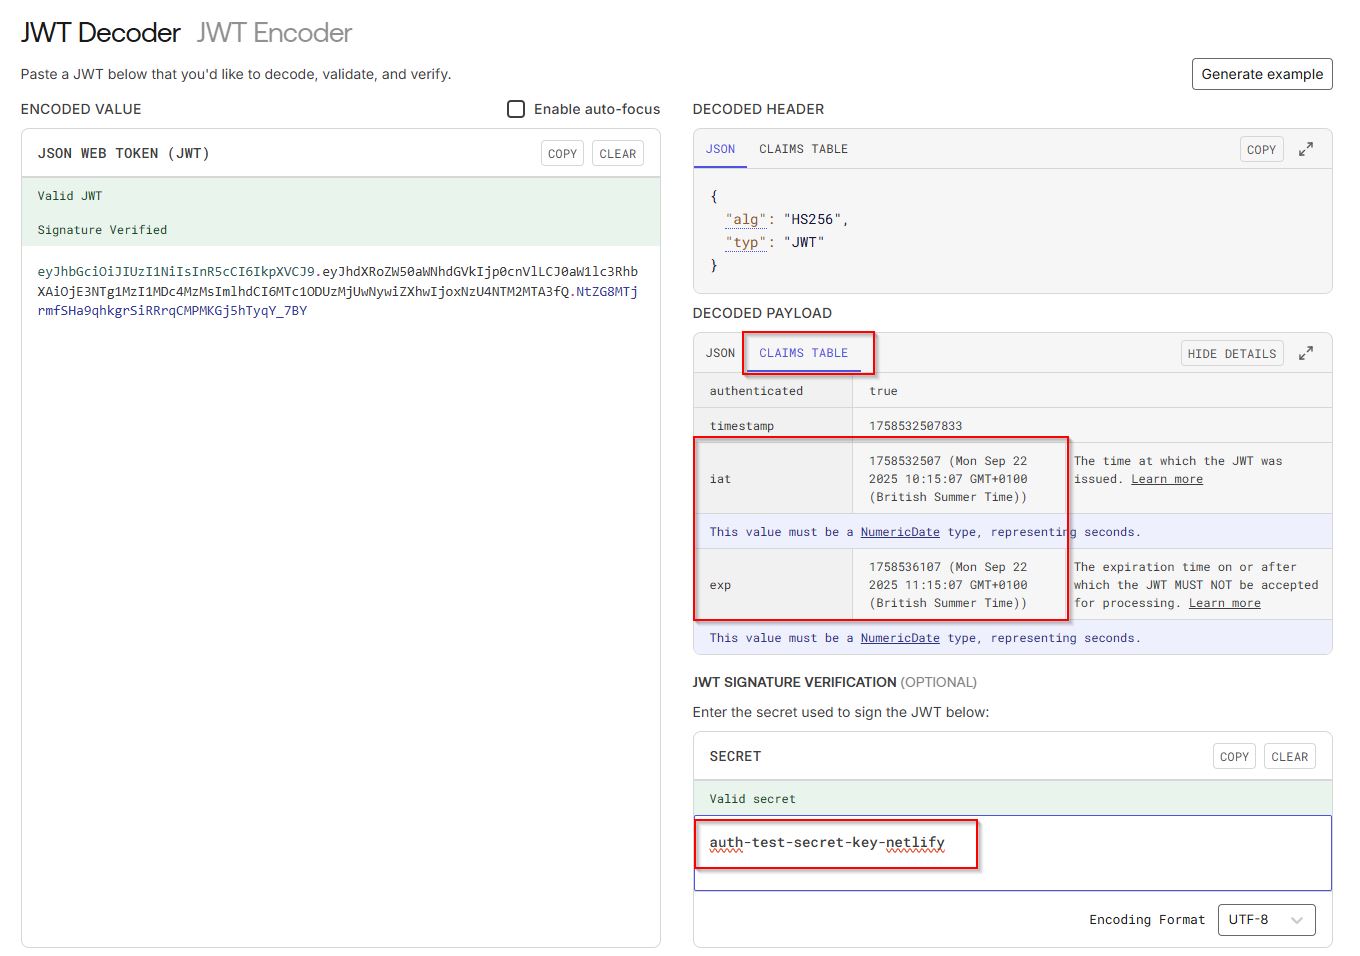 JWT Decoder JWT Encoder
Paste a JWT below that you'd like to decode, validate, and verify.
Generate example
ENCODED VALUE
Enable auto-focus
JSON WEB TOKEN (JWT)
COPY
CLEAR
Valid JWT
Signature Verified
eyJhbGciOiJIUzI1NiIsInR5cCI6IkpXVCJ9.eyJhdXRoZW50aWNhdGVkIjp0cnVlLCJ0aW1lc3Rhb
XAiOjE3NTg1MzI1MDc4MzMsImlhdCI6MTc1ODUzMjUwNywiZXhwIjoxNzU4NTM2MTA3fQ.NtZG8MTj
rmfSHa9qhkgrSiRRrqCMPMKGj5hTyqY_7BY
DECODED HEADER
JSON
CLAIMS TABLE
COPY
{
"alg": "HS256",
"typ": "JWT"
}
DECODED PAYLOAD
JSON
CLAIMS TABLE
HIDE DETAILS
authenticated
true
timestamp
1758532507833
iat
1758532507 (Mon Sep 22
2025 10:15:07 GMT+0100
(British Summer Time))
The time at which the JWT was
issued. Learn more
This value must be a NumericDate type, representing seconds.
exp
1758536107 (Mon Sep 22
2025 11:15:07 GMT+0100
(British Summer Time))
The expiration time on or after
which the JWT MUST NOT be accepted
for processing. Learn more
This value must be a NumericDate type, representing seconds.
JWT SIGNATURE VERIFICATION (OPTIONAL)
Enter the secret used to sign the JWT below:
SECRET
COPY
CLEAR
Valid secret
auth-test-secret-key-netlify
Encoding Format
UTF-8